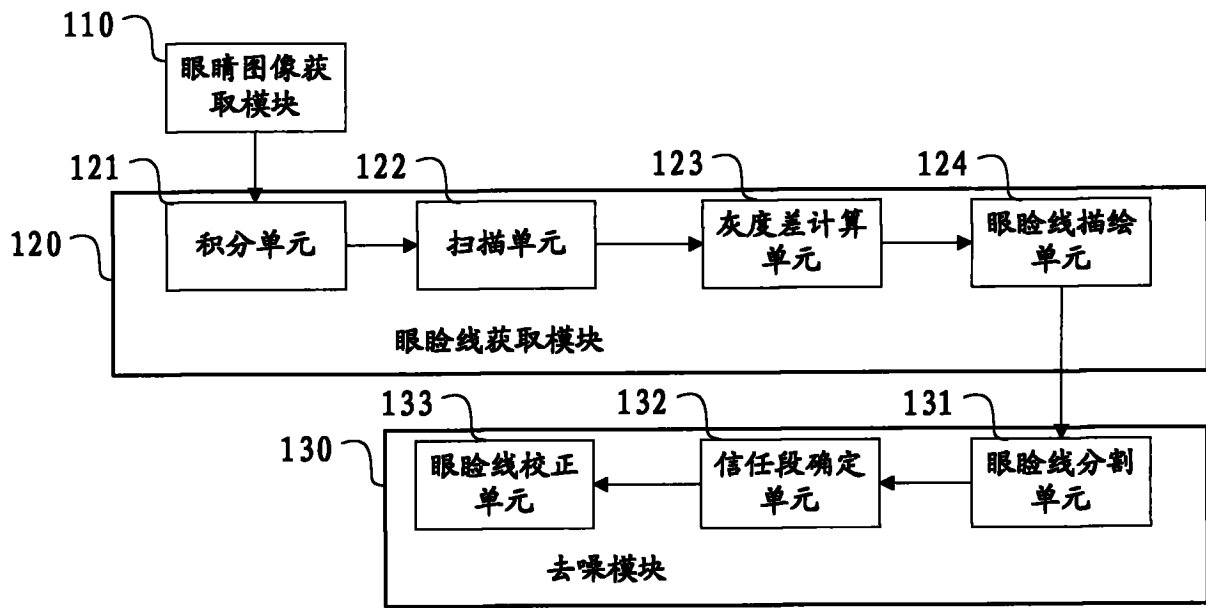 110
眼睛图像获
取模块
121
122
123
124
积分单元
扫描单元
灰度差计算
单元
眼睑线描绘
单元
120
眼睑线获取模块
133
132
131
130
眼睑线校正
单元
信任段确定
单元
眼睑线分割
单元
去噪模块